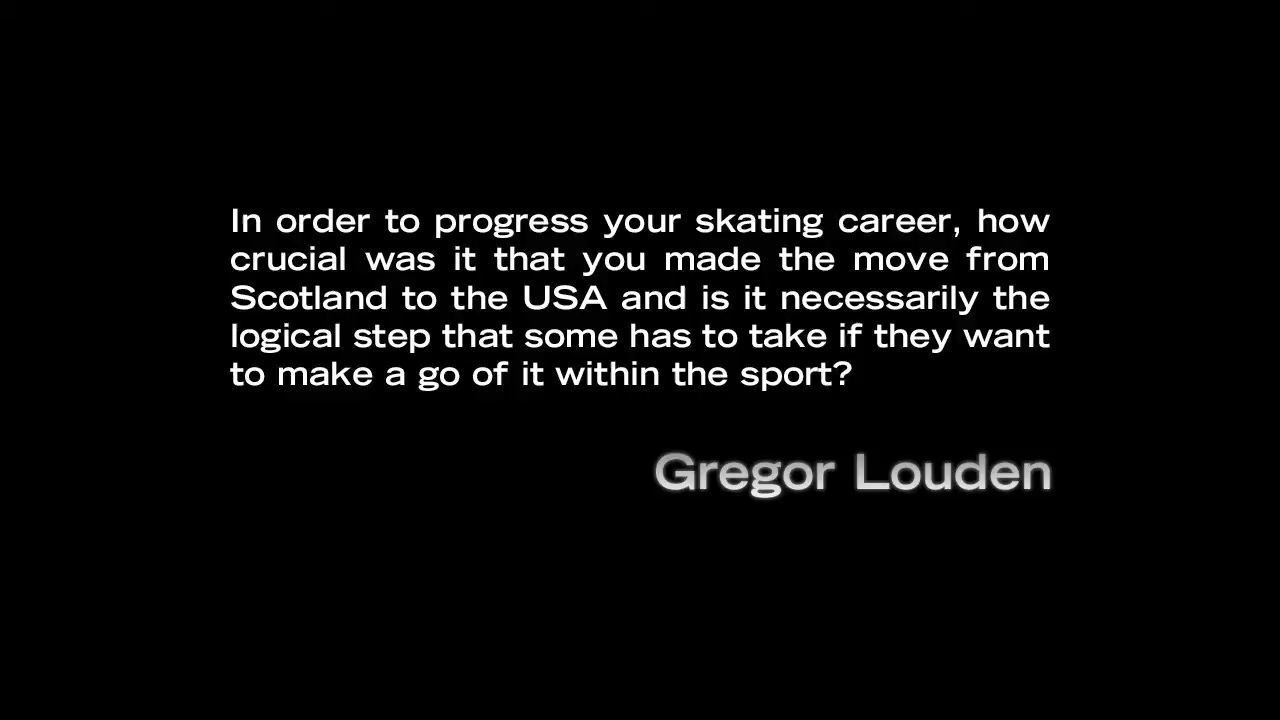 In order to progress your skating career, how
crucial was it that you made the move from
Scotland to the USA and is it necessarily the
logical step that some has to take if they want
to make a go of it within the sport?
Gregor Louden